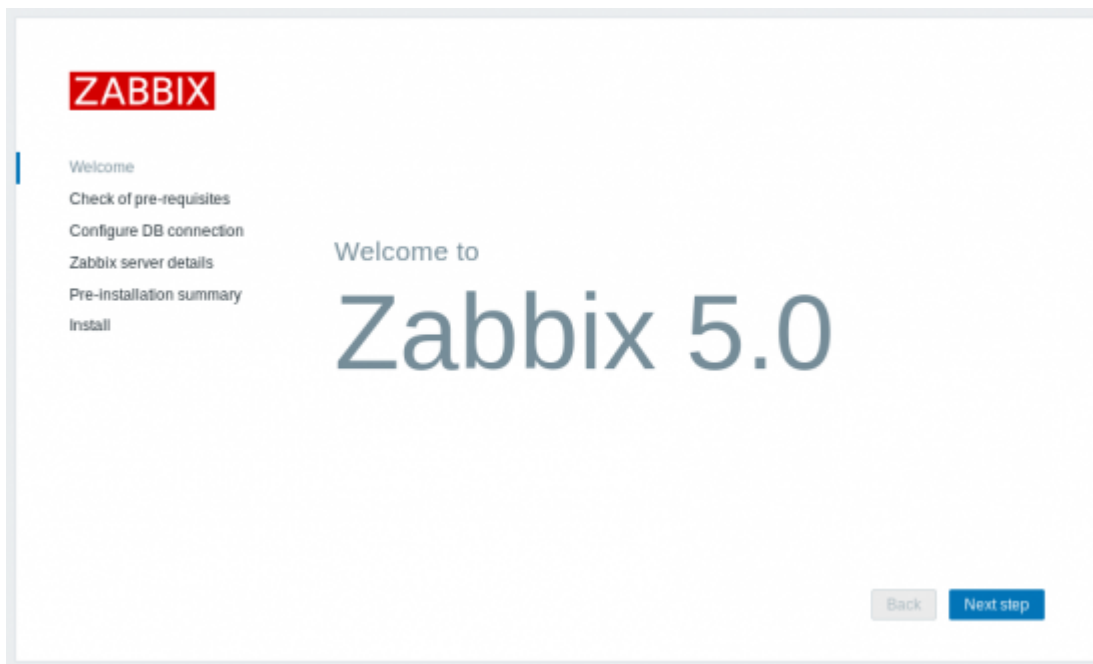 ZABBIX
Welcome
Check of pre-requisites
Configure DB connection
Zabbix server details
Pre-installation summary
Install
Welcome to
Zabbix 5.0
Back
Next step